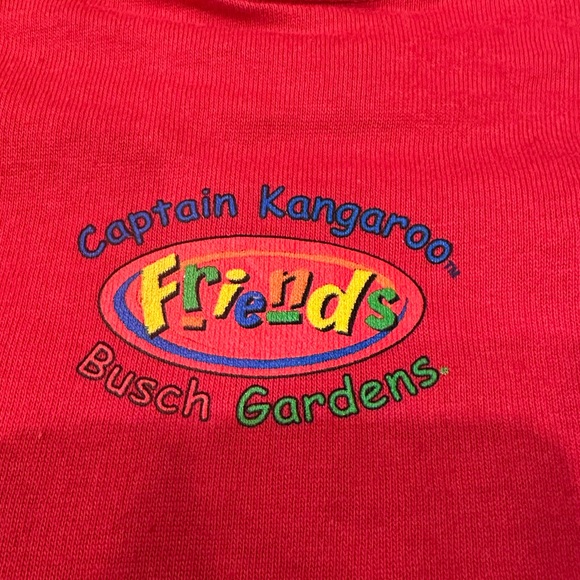 Captain Kangaroo™
Friends
Busch Gardens®